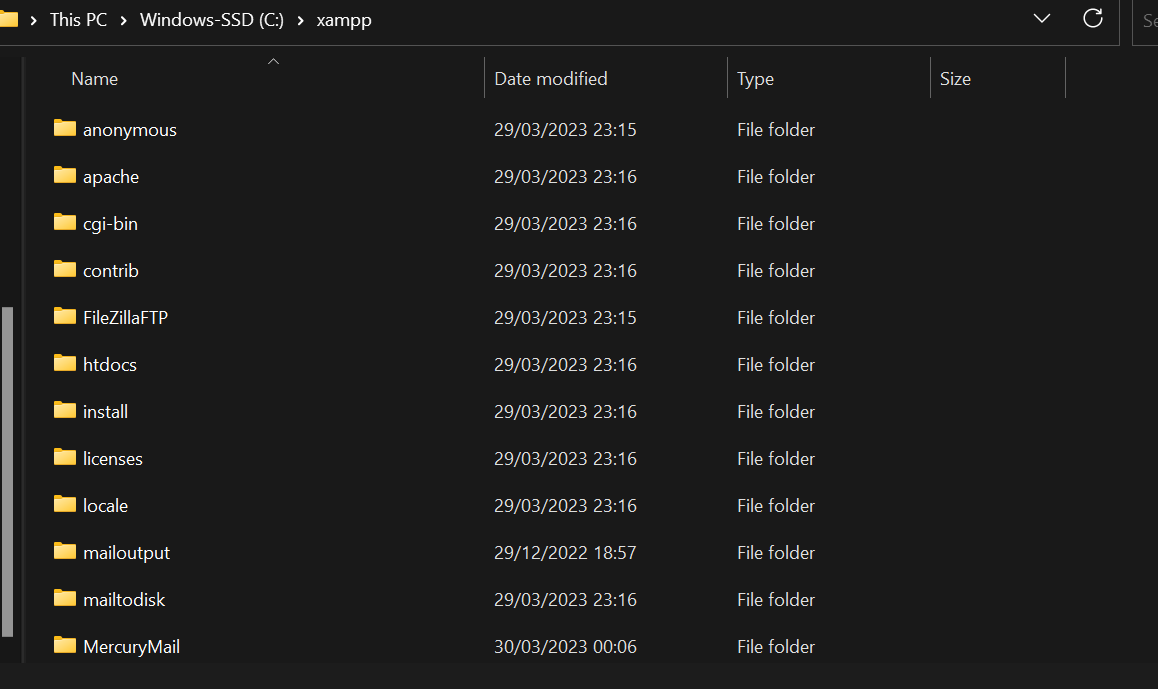 This PC > Windows-SSD (C:) > xampp
Name Date modified Type Size
anonymous 29/03/2023 23:15 File folder
apache 29/03/2023 23:16 File folder
cgi-bin 29/03/2023 23:16 File folder
contrib 29/03/2023 23:16 File folder
FileZillaFTP 29/03/2023 23:15 File folder
htdocs 29/03/2023 23:16 File folder
install 29/03/2023 23:16 File folder
licenses 29/03/2023 23:16 File folder
locale 29/03/2023 23:16 File folder
mailoutput 29/12/2022 18:57 File folder
mailtodisk 29/03/2023 23:16 File folder
MercuryMail 30/03/2023 00:06 File folder